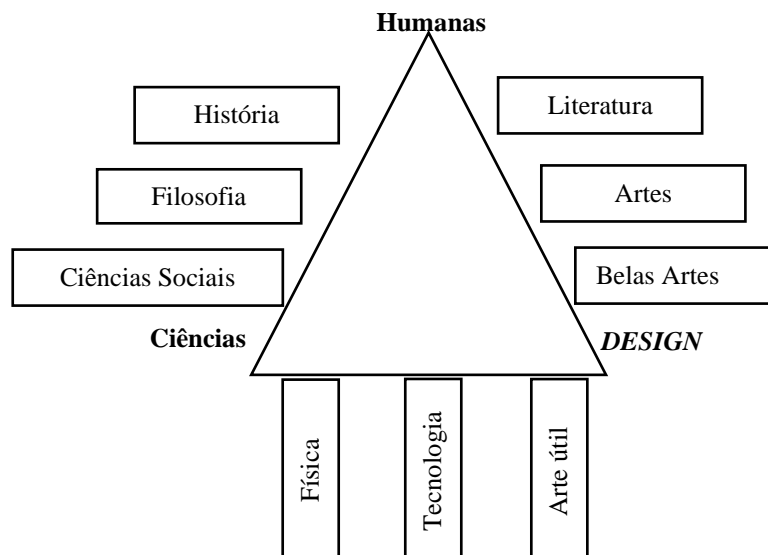 Humanas
História
Literatura
Filosofia
Artes
Ciências Sociais
Belas Artes
Ciências
DESIGN
Física
Tecnologia
Arte útil